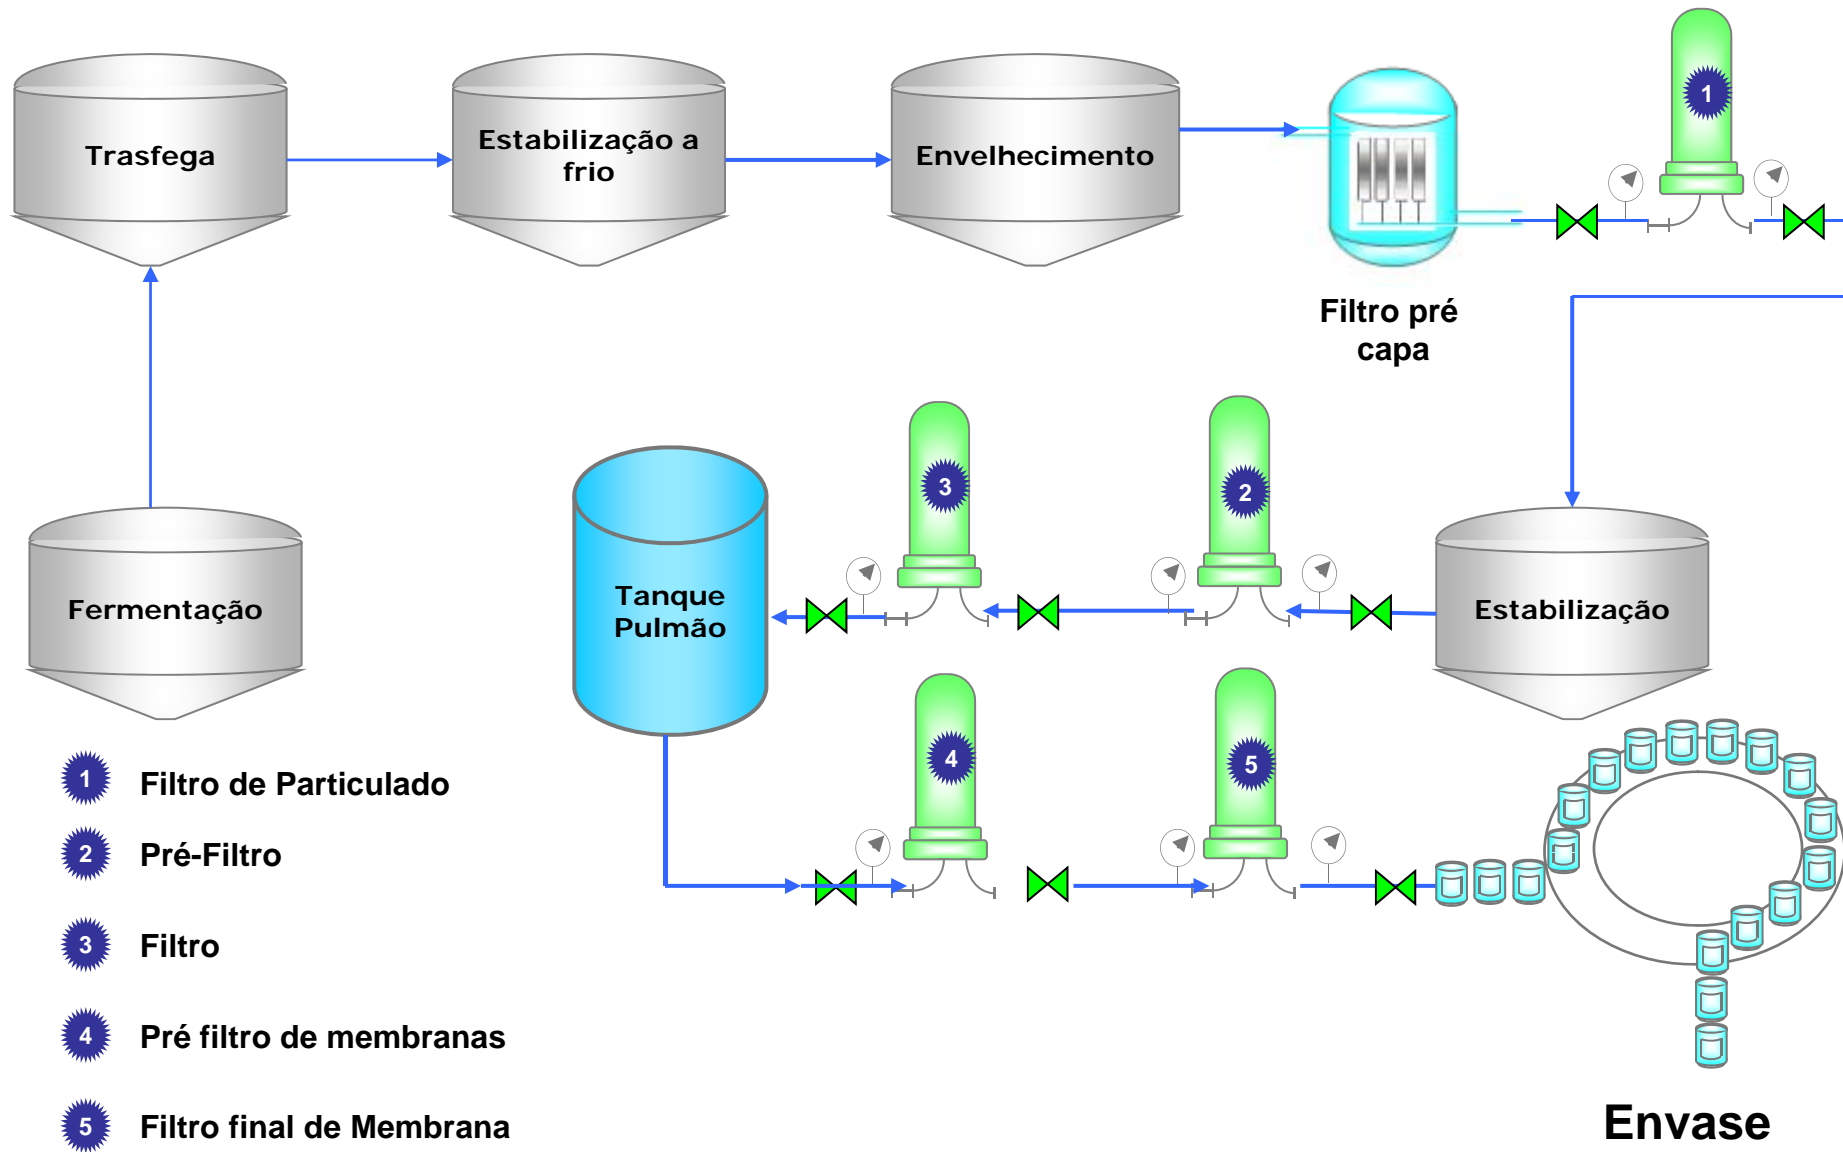 Trasfega
Estabilização a
frio
Envelhecimento
1
Filtro pré
capa
3
2
Fermentação
Tanque
Pulmão
Estabilização
4
5
1 Filtro de Particulado
2 Pré-Filtro
3 Filtro
4 Pré filtro de membranas
5 Filtro final de Membrana
Envase